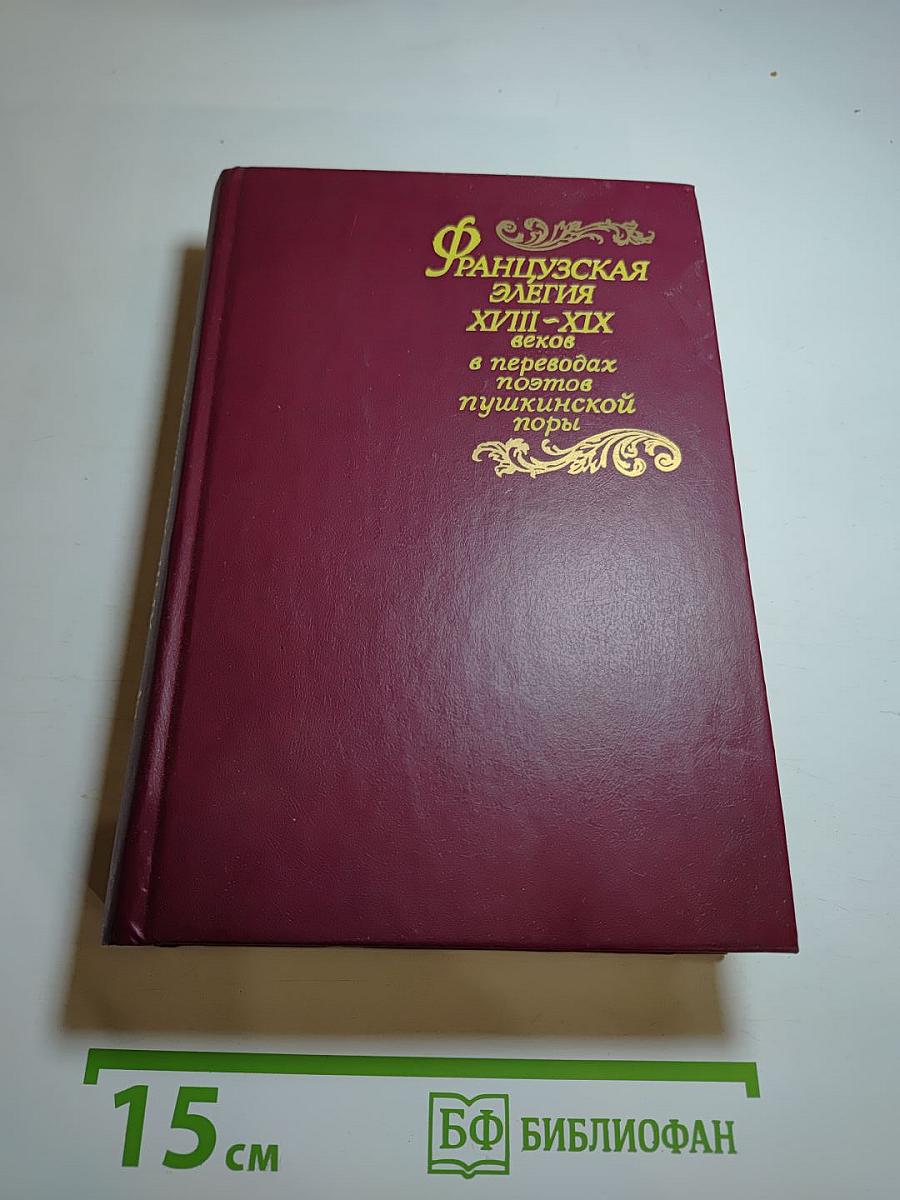 Французская
элегия
XVIII–XIX
веков
в переводах
поэтов
пушкинской
поры
15 см
БФ БИБЛИОФАН